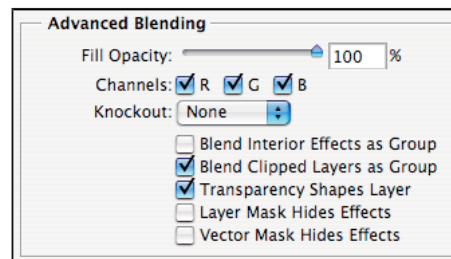 Advanced Blending
Fill Opacity: 100 %
Channels: R G B
Knockout: None
Blend Interior Effects as Group
Blend Clipped Layers as Group
Transparency Shapes Layer
Layer Mask Hides Effects
Vector Mask Hides Effects